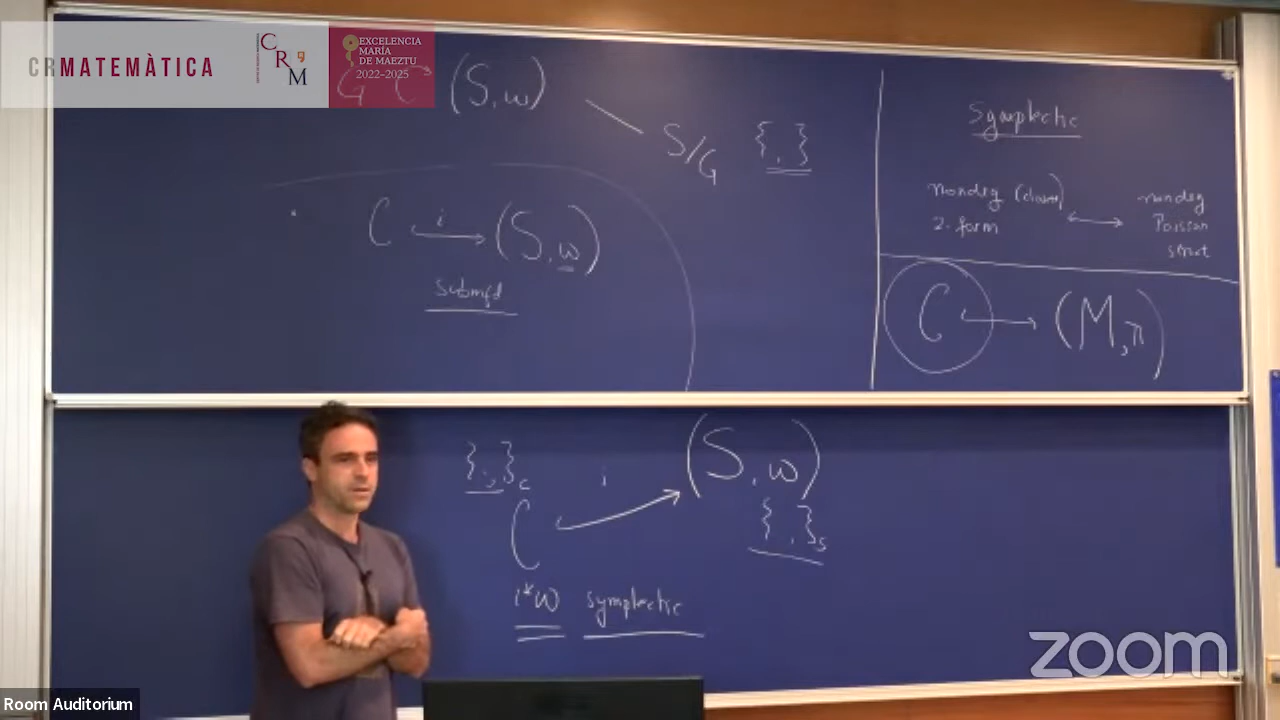 CRMATEMÀTICA
CRM
EXCELENCIA
MARÍA
DE MAEZTU
2022-2025
G (S, ω)
S/G { , }
C i (S, ω)
submfd
Symplectic
nondeg (closed)
2-form
nondeg
Poisson
struct
C (M, π)
{ , }c i (S, ω)
{ , }s
C
i*ω symplectic
zoom
Room Auditorium